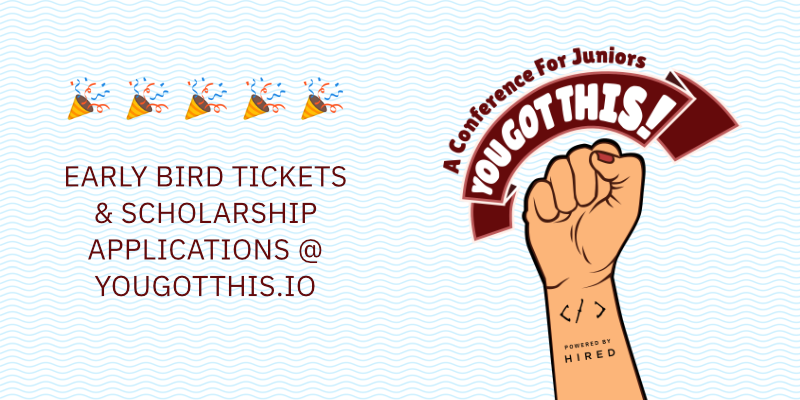 EARLY BIRD TICKETS
& SCHOLARSHIP
APPLICATIONS @
YOUGOTTHIS.IO
A Conference For Juniors
YOU GOT THIS!
</>
POWERED BY
HIRED